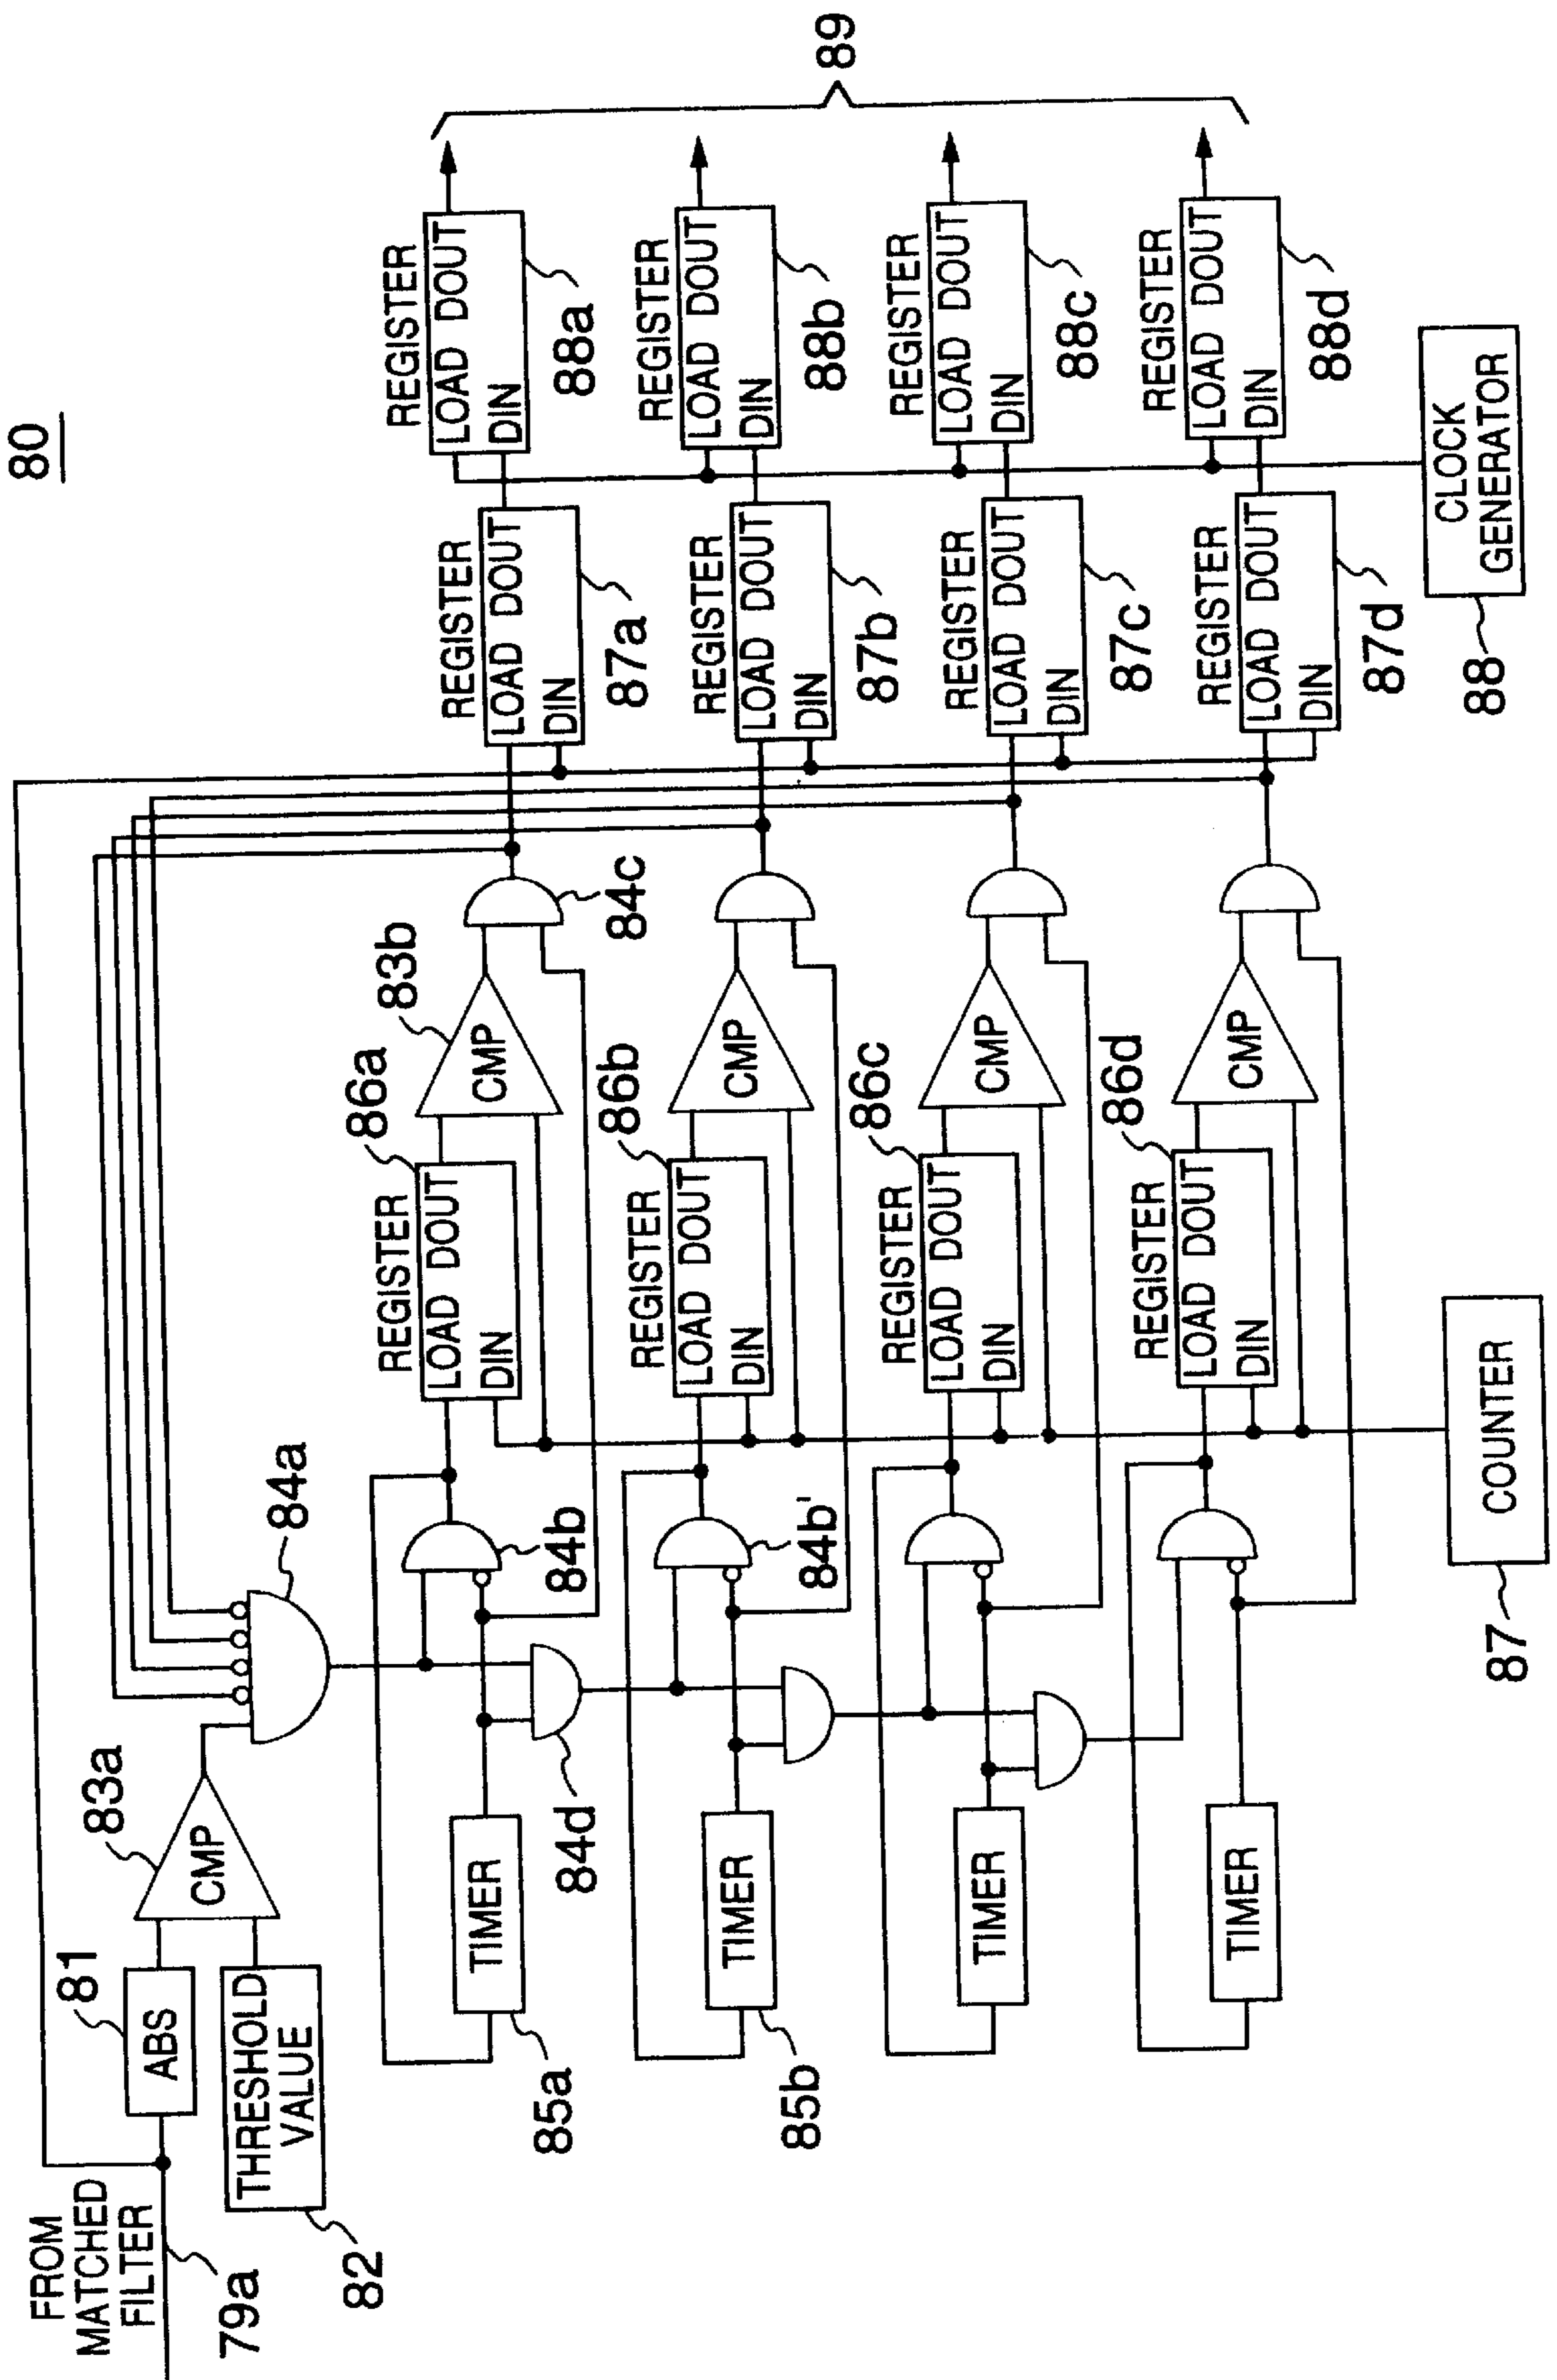 80
FROM
MATCHED
FILTER
79a
81
ABS
THRESHOLD
VALUE
82
83a
CMP
84a
TIMER
85a
84d
84b
REGISTER
LOAD DOUT
DIN
86a
CMP
83b
84c
REGISTER
LOAD DOUT
DIN
87a
REGISTER
LOAD DOUT
DIN
88a
TIMER
85b
84b'
REGISTER
LOAD DOUT
DIN
86b
CMP
REGISTER
LOAD DOUT
DIN
87b
REGISTER
LOAD DOUT
DIN
88b
TIMER
REGISTER
LOAD DOUT
DIN
86c
CMP
REGISTER
LOAD DOUT
DIN
87c
REGISTER
LOAD DOUT
DIN
88c
TIMER
REGISTER
LOAD DOUT
DIN
86d
CMP
REGISTER
LOAD DOUT
DIN
87d
REGISTER
LOAD DOUT
DIN
88d
89
COUNTER
87
CLOCK
GENERATOR
88